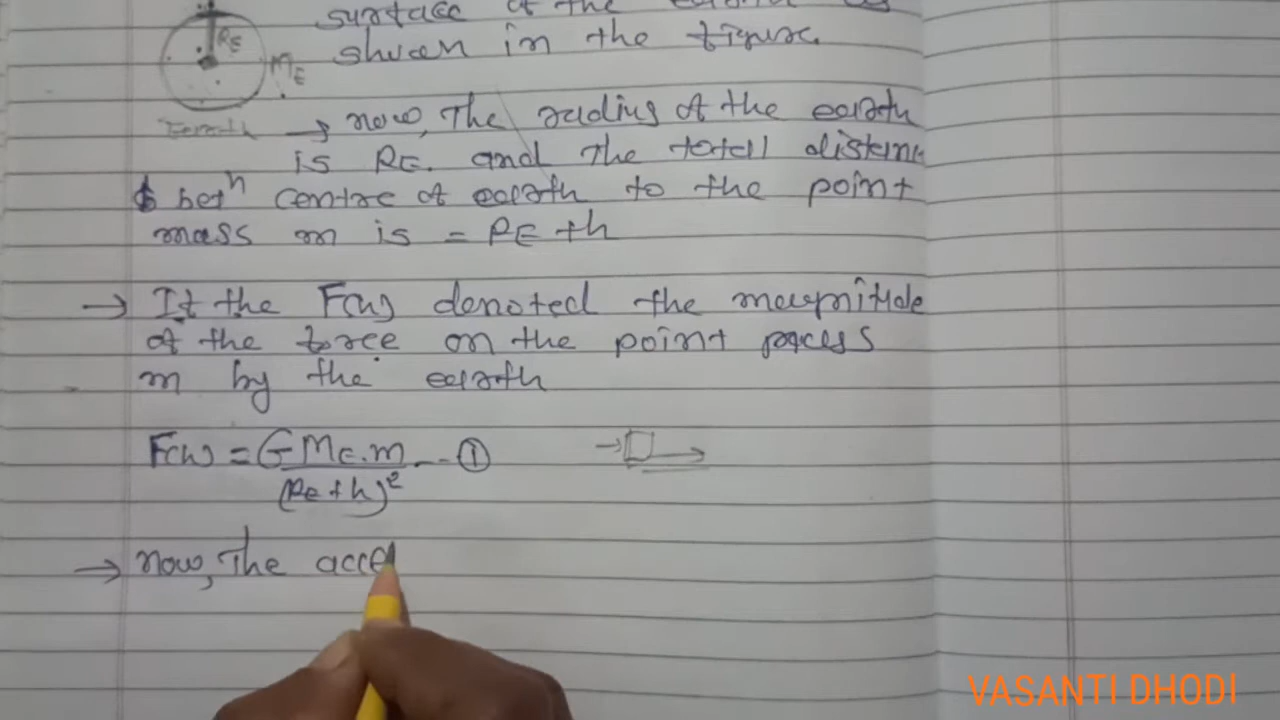 surface of the earth as
shown in the figure.
RE
ME
Earth
→ now, The radius of the earth
is RE. and The total distance
betⁿ centre of earth to the point
mass m is = RE + h
→ If the F(h) denoted the magnitude
of the force on the point
m by the earth
F(h) = G ME.m / (RE + h)² -- ①
→ now, The acce
VASANTI DHODI